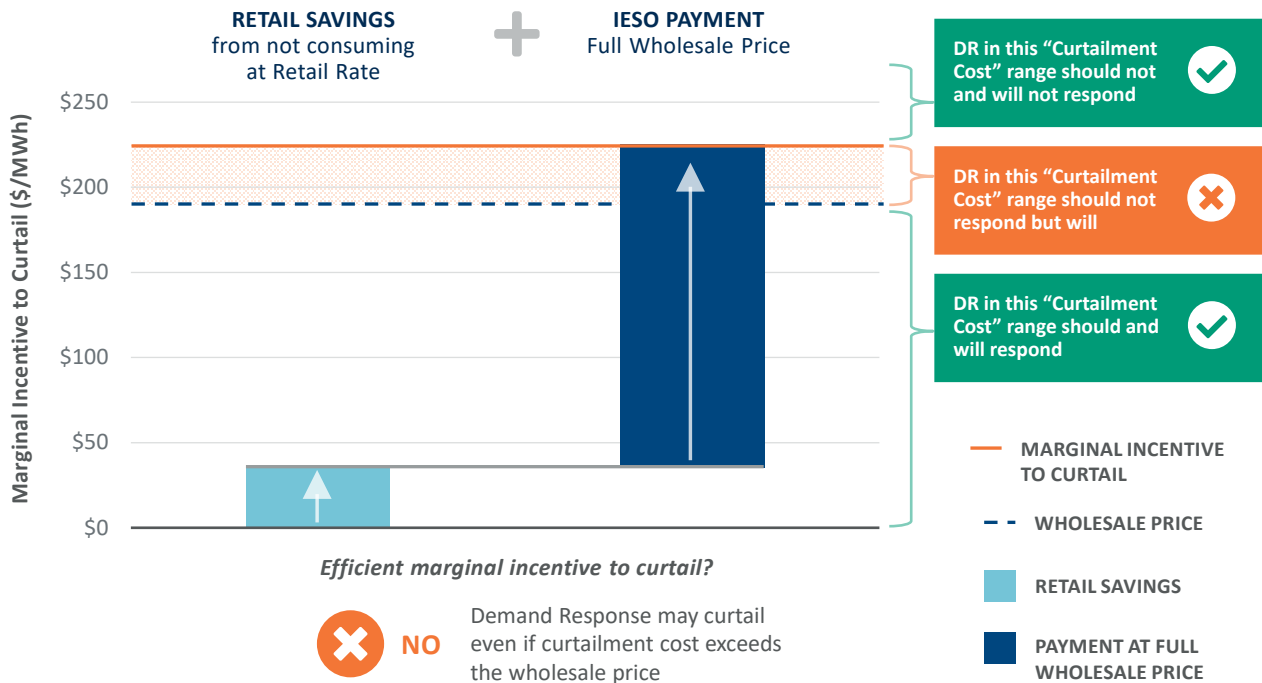 RETAIL SAVINGS
from not consuming
at Retail Rate
+
IESO PAYMENT
Full Wholesale Price
Marginal Incentive to Curtail ($/MWh)
$250
$200
$150
$100
$50
$0
DR in this “Curtailment
Cost” range should not
and will not respond
DR in this “Curtailment
Cost” range should not
respond but will
DR in this “Curtailment
Cost” range should and
will respond
MARGINAL INCENTIVE
TO CURTAIL
WHOLESALE PRICE
RETAIL SAVINGS
PAYMENT AT FULL
WHOLESALE PRICE
Efficient marginal incentive to curtail?
NO
Demand Response may curtail
even if curtailment cost exceeds
the wholesale price